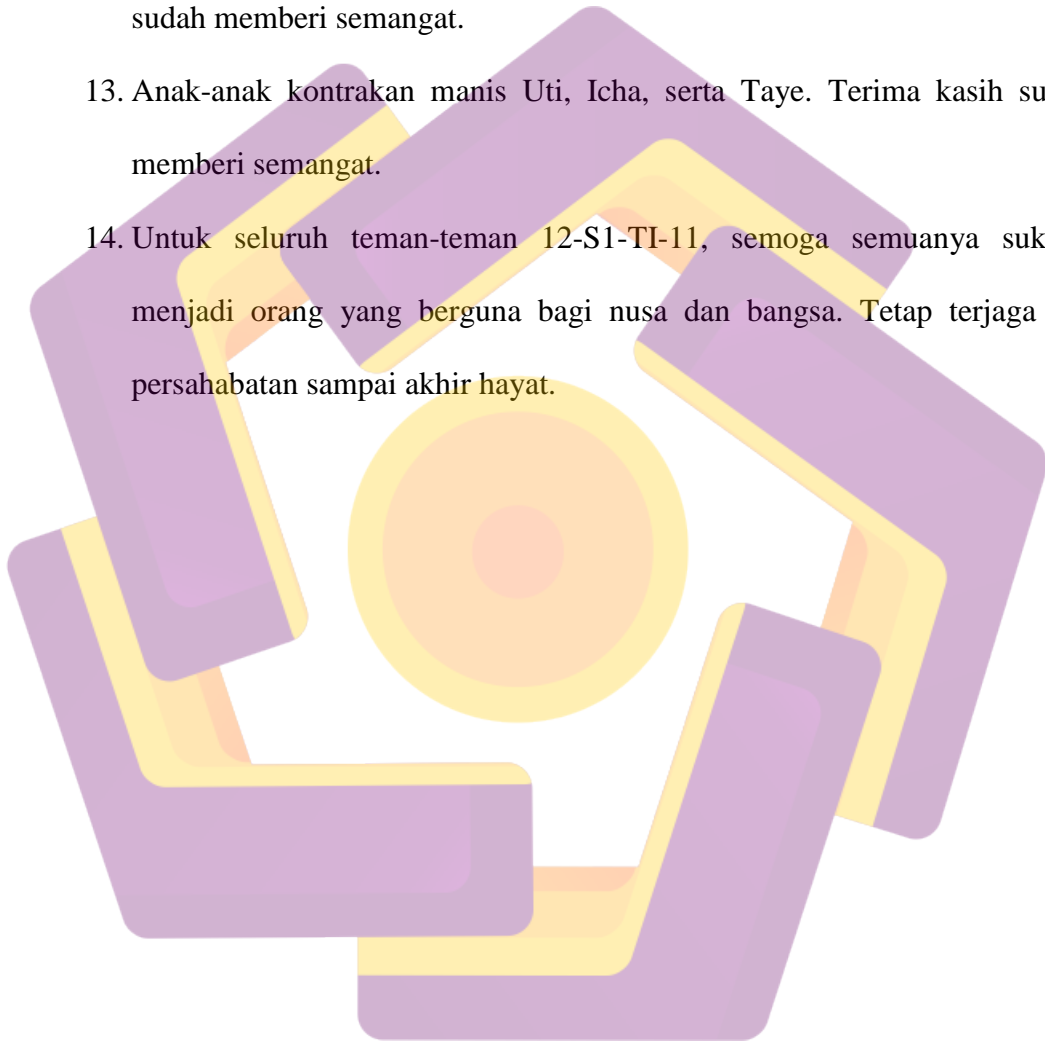 sudah memberi semangat.
13. Anak-anak kontrakan manis Uti, Icha, serta Taye. Terima kasih su
memberi semangat.
14. Untuk seluruh teman-teman 12-S1-TI-11, semoga semuanya suk
menjadi orang yang berguna bagi nusa dan bangsa. Tetap terjaga
persahabatan sampai akhir hayat.